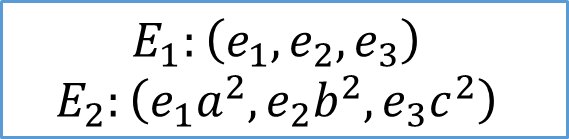 E₁: (e₁, e₂, e₃)
E₂: (e₁a², e₂b², e₃c²)